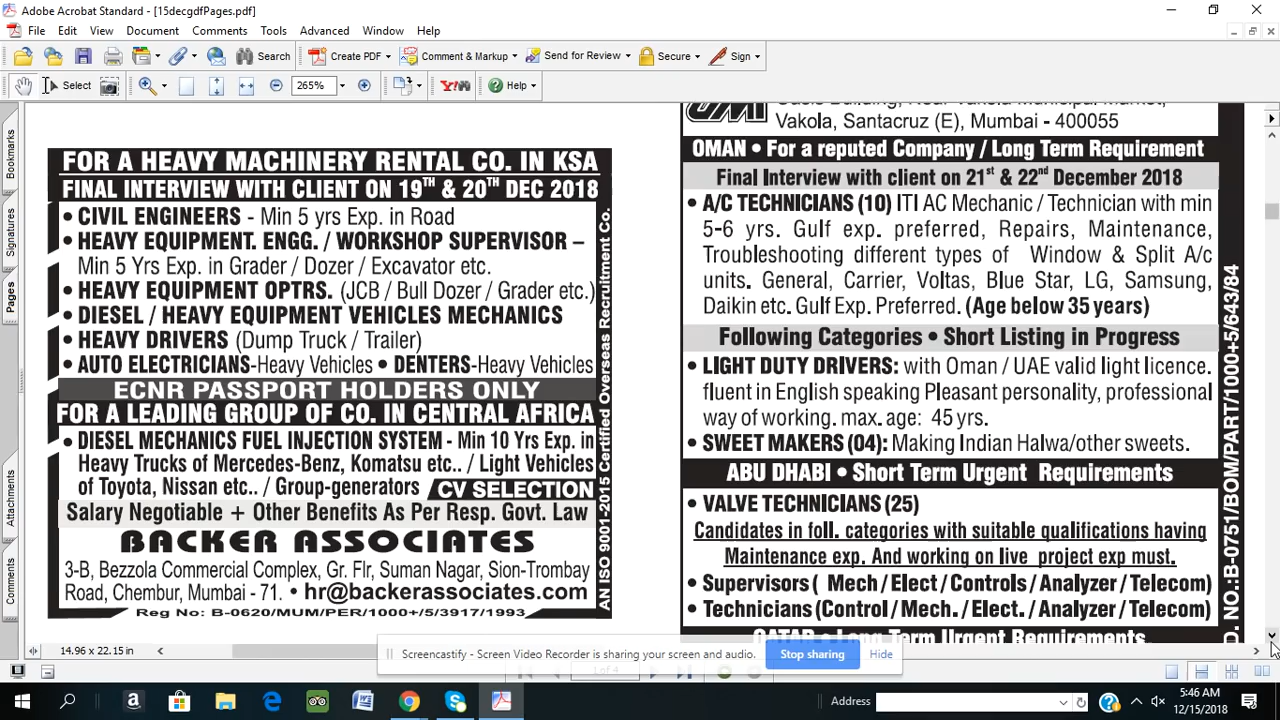 Adobe Acrobat Standard - [15decgdfPages.pdf]
File Edit View Document Comments Tools Advanced Window Help
Search Create PDF Comment & Markup Send for Review Secure Sign
Select 265% Y! Help
Bookmarks
Signatures
Pages
Attachments
Comments
FOR A HEAVY MACHINERY RENTAL CO. IN KSA
FINAL INTERVIEW WITH CLIENT ON 19TH & 20TH DEC 2018
• CIVIL ENGINEERS - Min 5 yrs Exp. in Road
• HEAVY EQUIPMENT. ENGG. / WORKSHOP SUPERVISOR –
Min 5 Yrs Exp. in Grader / Dozer / Excavator etc.
• HEAVY EQUIPMENT OPTRS. (JCB / Bull Dozer / Grader etc.)
• DIESEL / HEAVY EQUIPMENT VEHICLES MECHANICS
• HEAVY DRIVERS (Dump Truck / Trailer)
• AUTO ELECTRICIANS-Heavy Vehicles • DENTERS-Heavy Vehicles
ECNR PASSPORT HOLDERS ONLY
FOR A LEADING GROUP OF CO. IN CENTRAL AFRICA
• DIESEL MECHANICS FUEL INJECTION SYSTEM - Min 10 Yrs Exp. in
Heavy Trucks of Mercedes-Benz, Komatsu etc.. / Light Vehicles
of Toyota, Nissan etc.. / Group-generators CV SELECTION
Salary Negotiable + Other Benefits As Per Resp. Govt. Law
BACKER ASSOCIATES
3-B, Bezzola Commercial Complex, Gr. Flr, Suman Nagar, Sion-Trombay
Road, Chembur, Mumbai - 71. • hr@backerassociates.com
Reg No: B-0620/MUM/PER/1000+/5/3917/1993
AN ISO 9001-2015 Certified Overseas Recruitment Co.
Vakola, Santacruz (E), Mumbai - 400055
OMAN • For a reputed Company / Long Term Requirement
Final Interview with client on 21st & 22nd December 2018
• A/C TECHNICIANS (10) ITI AC Mechanic / Technician with min
5-6 yrs. Gulf exp. preferred, Repairs, Maintenance,
Troubleshooting different types of Window & Split A/c
units. General, Carrier, Voltas, Blue Star, LG, Samsung,
Daikin etc. Gulf Exp. Preferred. (Age below 35 years)
Following Categories • Short Listing in Progress
• LIGHT DUTY DRIVERS: with Oman / UAE valid light licence.
fluent in English speaking Pleasant personality, professional
way of working. max. age: 45 yrs.
• SWEET MAKERS (04): Making Indian Halwa/other sweets.
ABU DHABI • Short Term Urgent Requirements
• VALVE TECHNICIANS (25)
Candidates in foll. categories with suitable qualifications having
Maintenance exp. And working on live project exp must.
• Supervisors ( Mech / Elect / Controls / Analyzer / Telecom)
• Technicians (Control / Mech. / Elect. / Analyzer / Telecom)
QATAR • Long Term Urgent Requirements
D. NO.:B-0751/BOM/PART/1000+5/643/84
14.96 x 22.15 in
Screencastify - Screen Video Recorder is sharing your screen and audio. Stop sharing Hide
1 of 4
Address
5:46 AM
12/15/2018